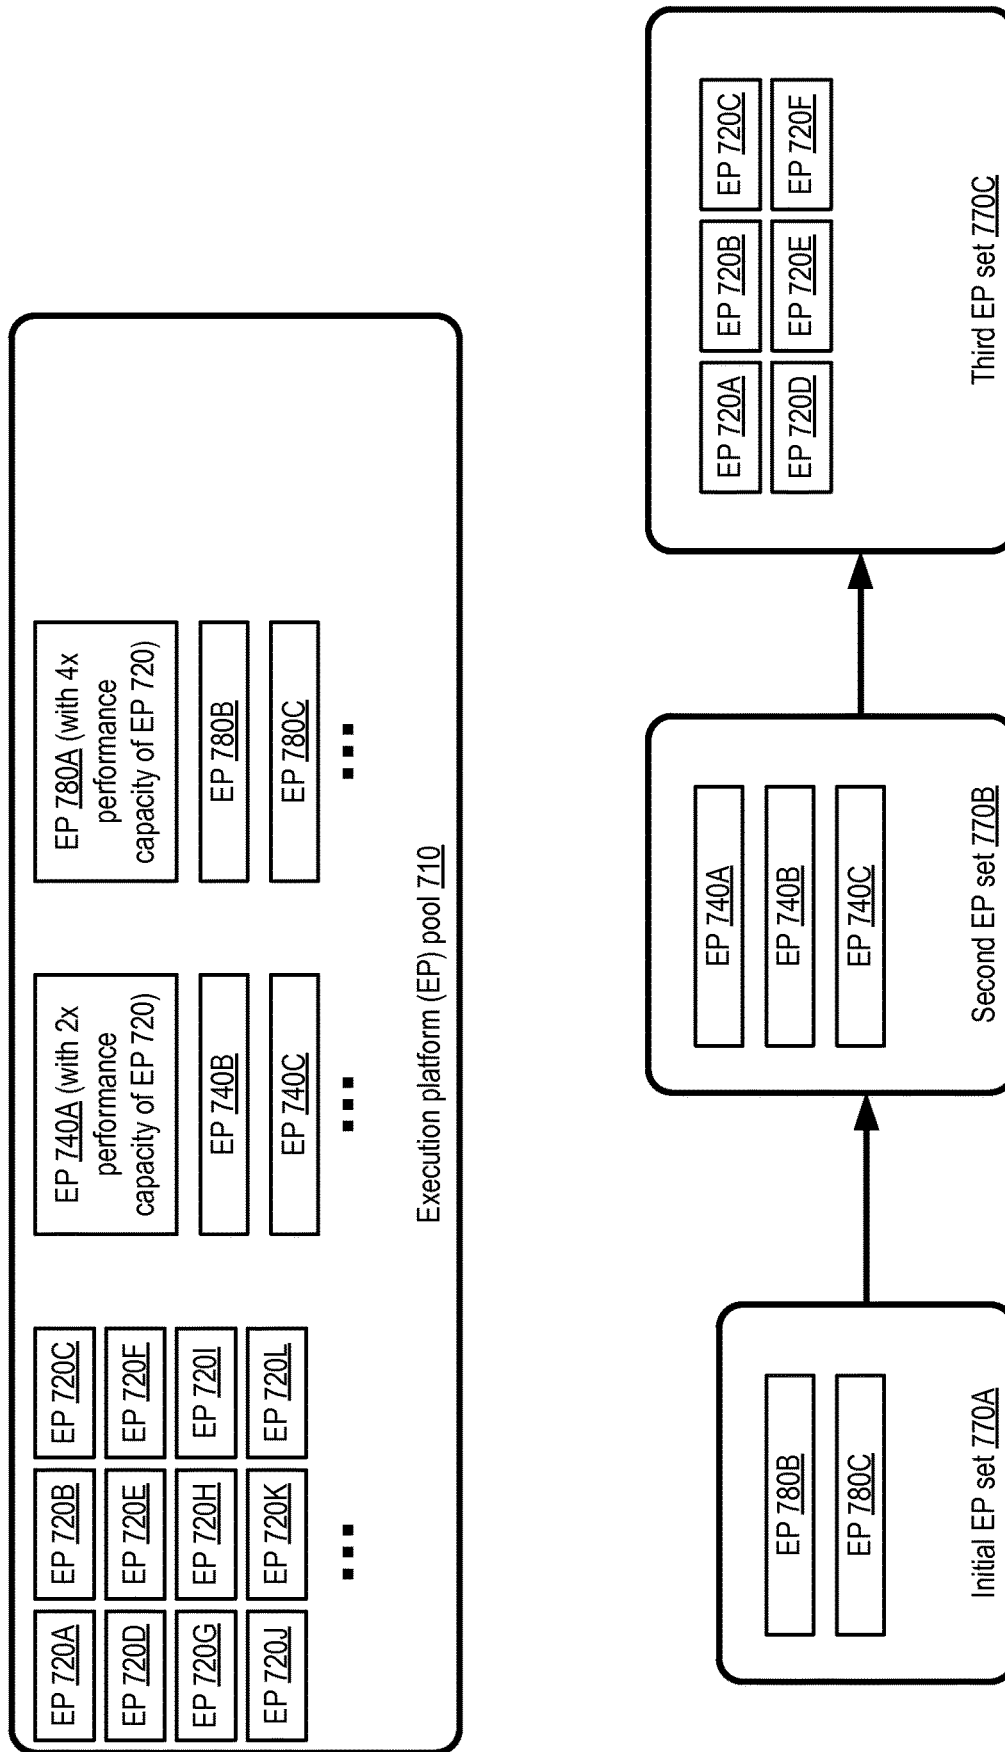 EP 720A
EP 720B
EP 720C
EP 720D
EP 720E
EP 720F
EP 720G
EP 720H
EP 720I
EP 720J
EP 720K
EP 720L
EP 740A (with 2x
performance
capacity of EP 720)
EP 740B
EP 740C
EP 780A (with 4x
performance
capacity of EP 720)
EP 780B
EP 780C
Execution platform (EP) pool 710
EP 780B
EP 780C
Initial EP set 770A
EP 740A
EP 740B
EP 740C
Second EP set 770B
EP 720A
EP 720B
EP 720C
EP 720D
EP 720E
EP 720F
Third EP set 770C